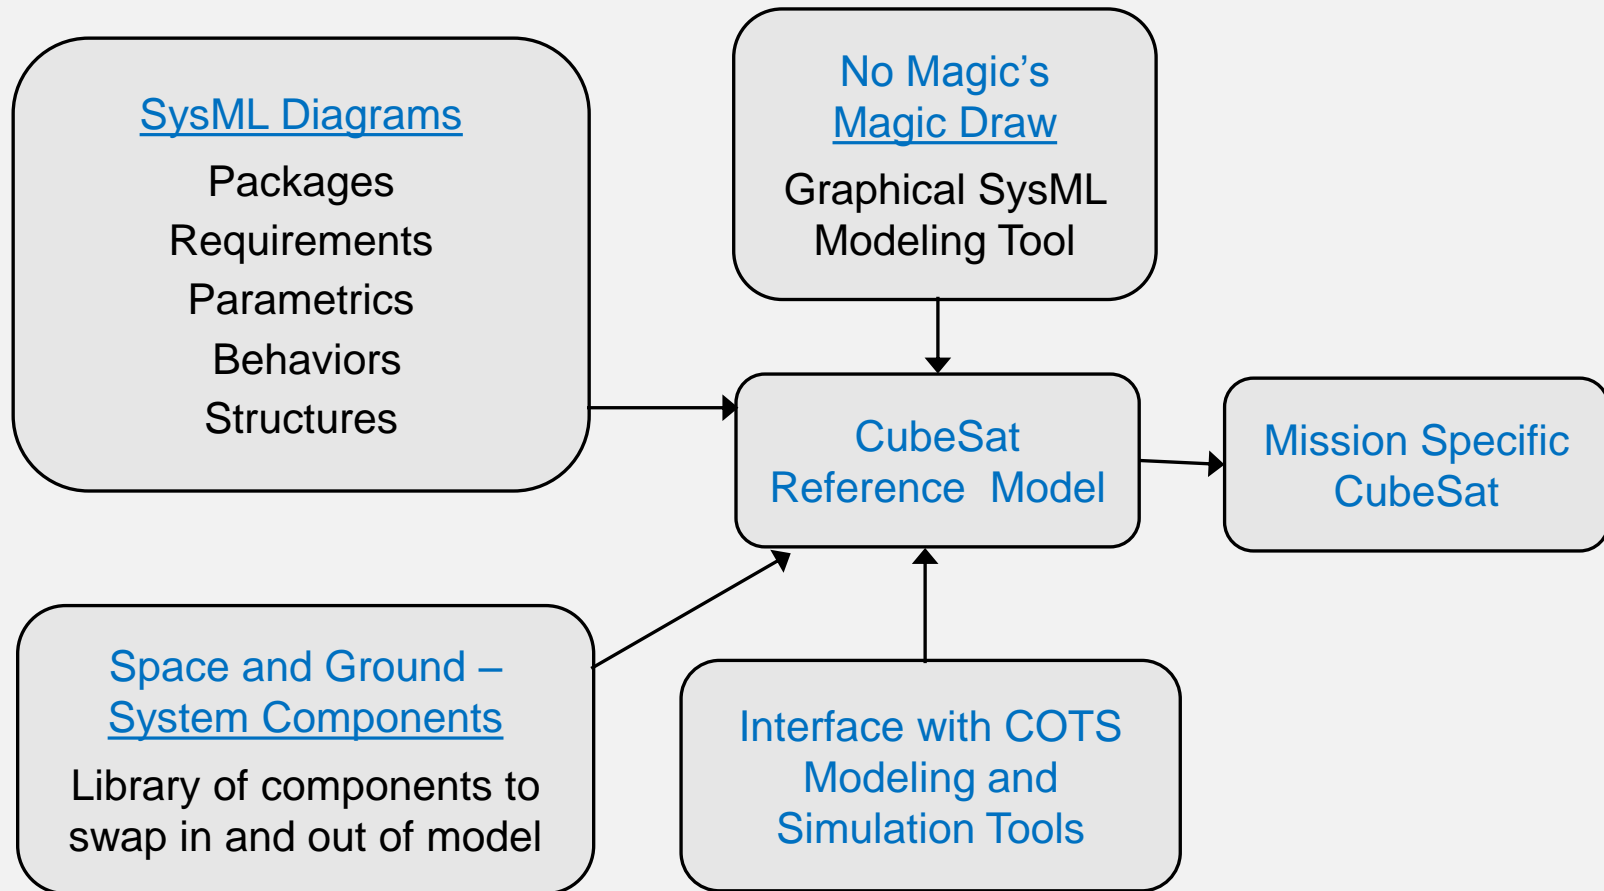 SysML Diagrams
Packages
Requirements
Parametrics
Behaviors
Structures
No Magic’s
Magic Draw
Graphical SysML
Modeling Tool
CubeSat
Reference  Model
Mission Specific
CubeSat
Space and Ground –
System Components
Library of components to
swap in and out of model
Interface with COTS
Modeling and
Simulation Tools